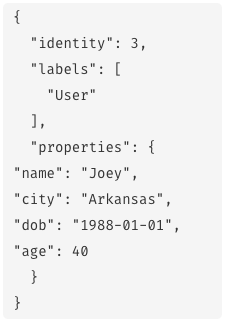 {
  "identity": 3,
  "labels": [
    "User"
  ],
  "properties": {
"name": "Joey",
"city": "Arkansas",
"dob": "1988-01-01",
"age": 40
  }
}